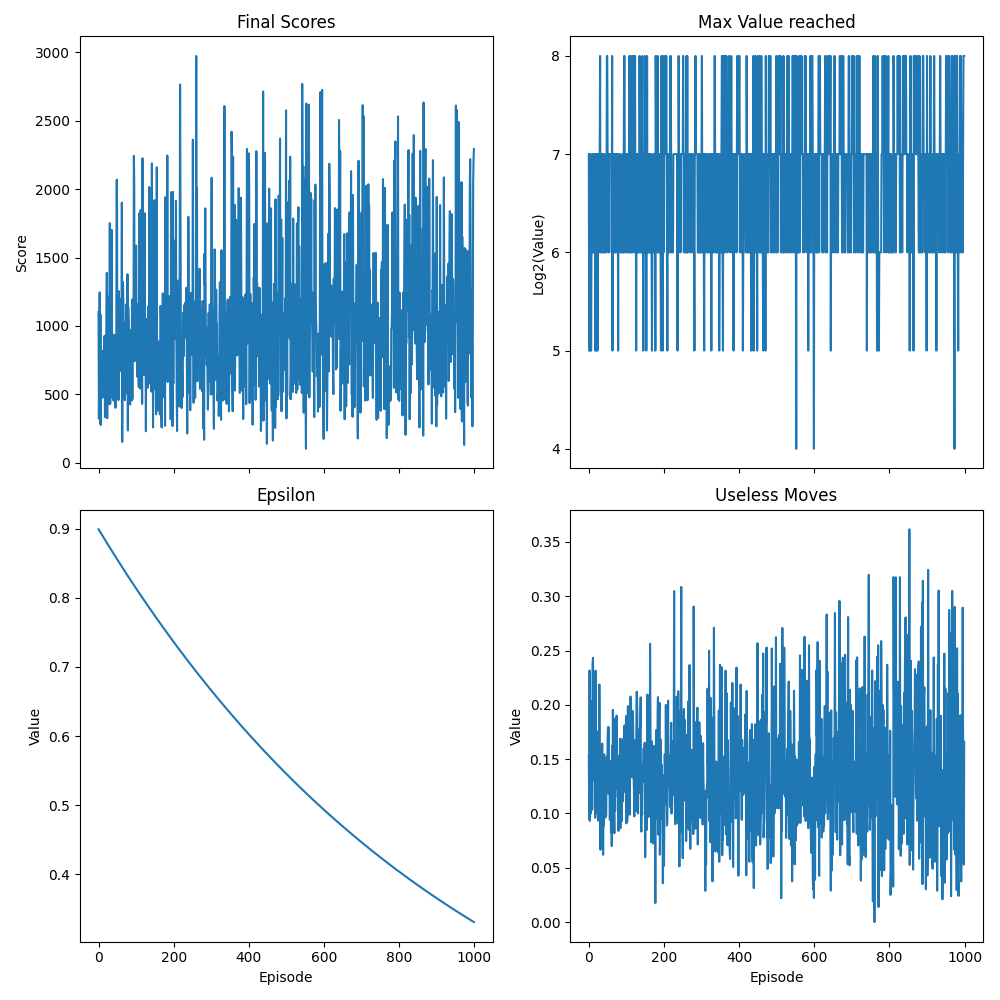 Final Scores
Max Value reached
3000
2500
2000
1500
1000
500
0
Score
8
7
6
5
4
Log2(Value)
Epsilon
Useless Moves
0.9
0.8
0.7
0.6
0.5
0.4
Value
0 200 400 600 800 1000
Episode
0.35
0.30
0.25
0.20
0.15
0.10
0.05
0.00
Value
0 200 400 600 800 1000
Episode